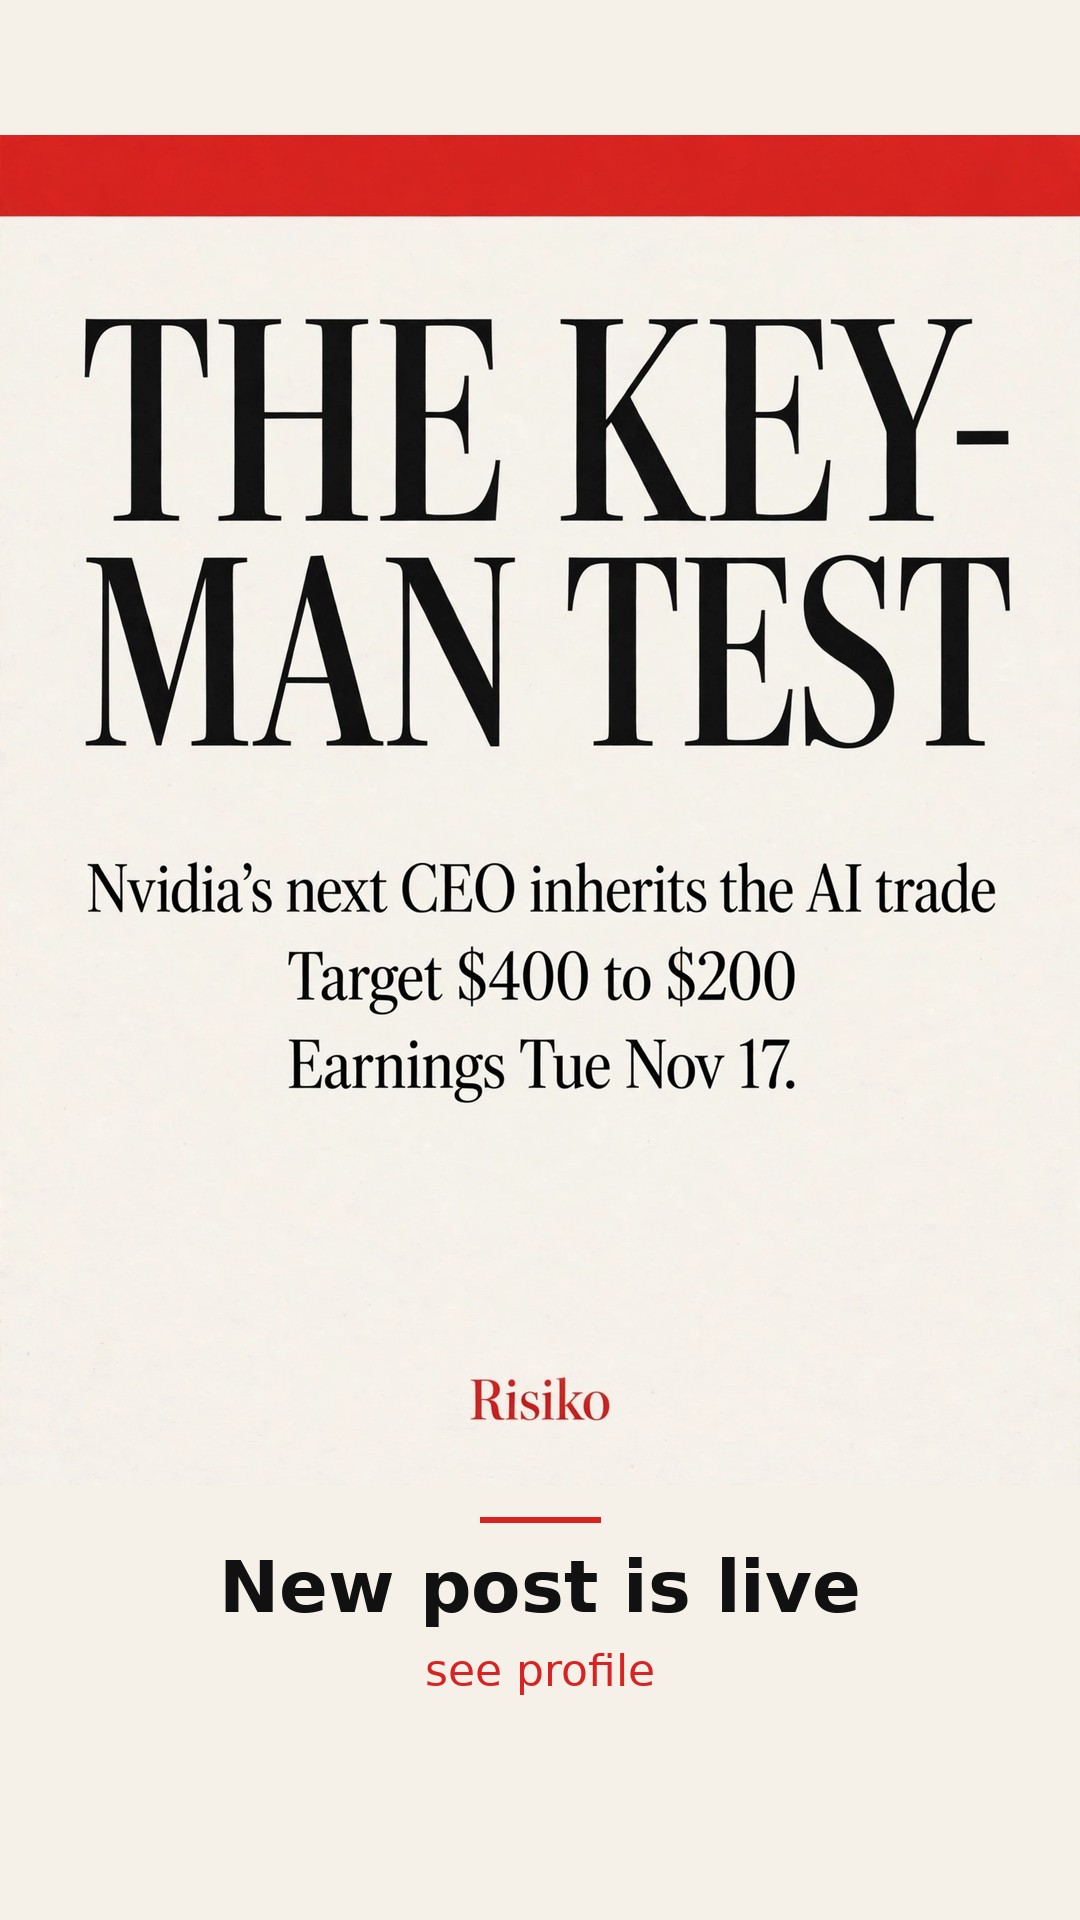 THE KEY-
MAN TEST
Nvidia’s next CEO inherits the AI trade
Target $400 to $200
Earnings Tue Nov 17.
Risiko
New post is live
see profile